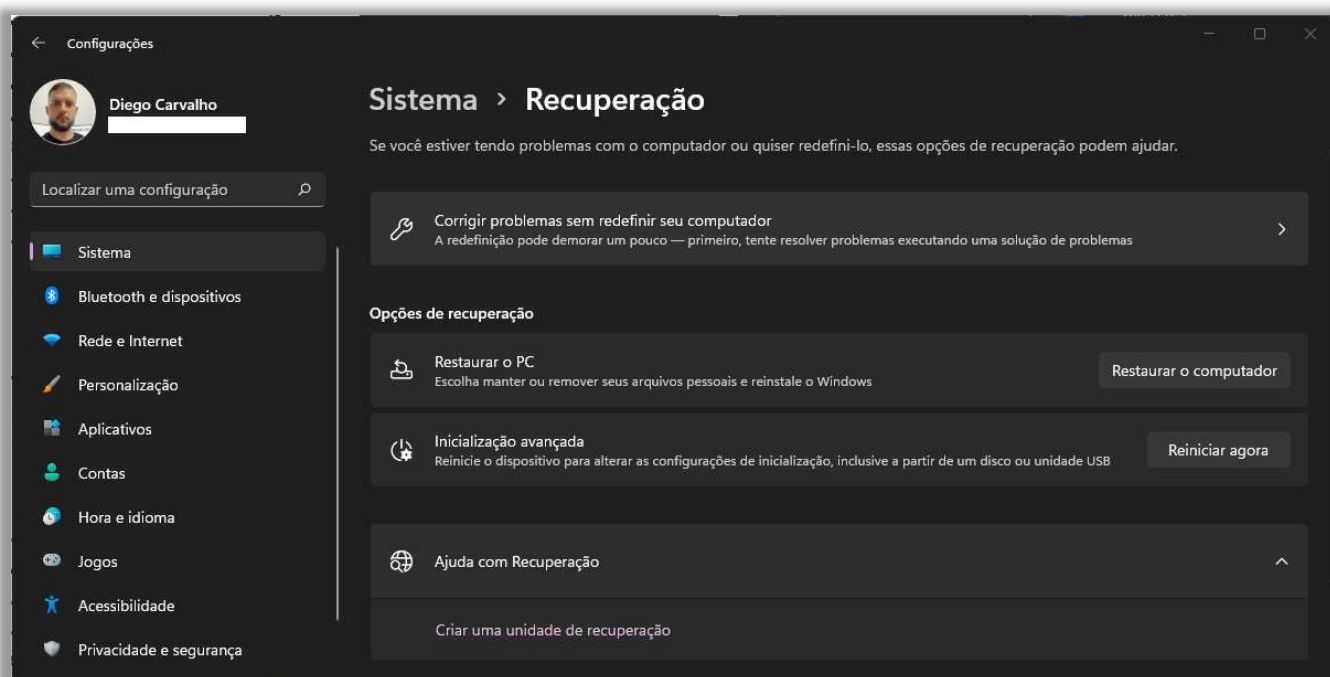 Configurações
Diego Carvalho
Localizar uma configuração
Sistema
Bluetooth e dispositivos
Rede e Internet
Personalização
Aplicativos
Contas
Hora e idioma
Jogos
Acessibilidade
Privacidade e segurança
Sistema > Recuperação
Se você estiver tendo problemas com o computador ou quiser redefini-lo, essas opções de recuperação podem ajudar.
Corrigir problemas sem redefinir seu computador
A redefinição pode demorar um pouco — primeiro, tente resolver problemas executando uma solução de problemas
Opções de recuperação
Restaurar o PC
Escolha manter ou remover seus arquivos pessoais e reinstale o Windows
Restaurar o computador
Inicialização avançada
Reinicie o dispositivo para alterar as configurações de inicialização, inclusive a partir de um disco ou unidade USB
Reiniciar agora
Ajuda com Recuperação
Criar uma unidade de recuperação